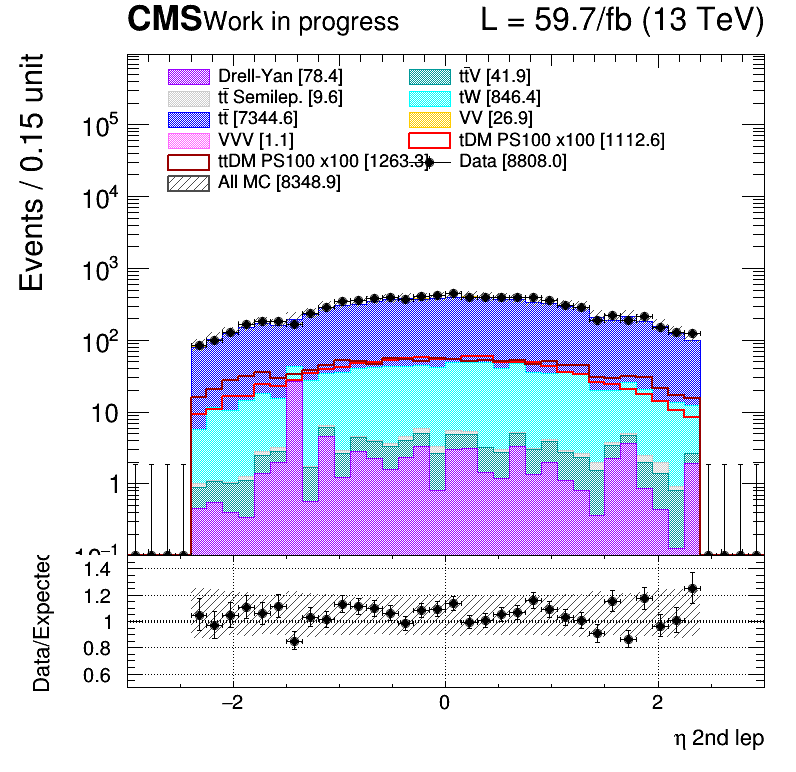 CMS Work in progress L = 59.7/fb (13 TeV)
Drell-Yan [78.4] tt̄V [41.9]
tt̄ Semilep. [9.6] tW [846.4]
tt̄ [7344.6] VV [26.9]
VVV [1.1] tDM PS100 x100 [1112.6]
ttDM PS100 x100 [1263.3] Data [8808.0]
All MC [8348.9]
Events / 0.15 unit
10⁵
10⁴
10³
10²
10
1
10⁻¹
Data/Expected
1.4
1.2
1
0.8
0.6
−2 0 2
η 2nd lep